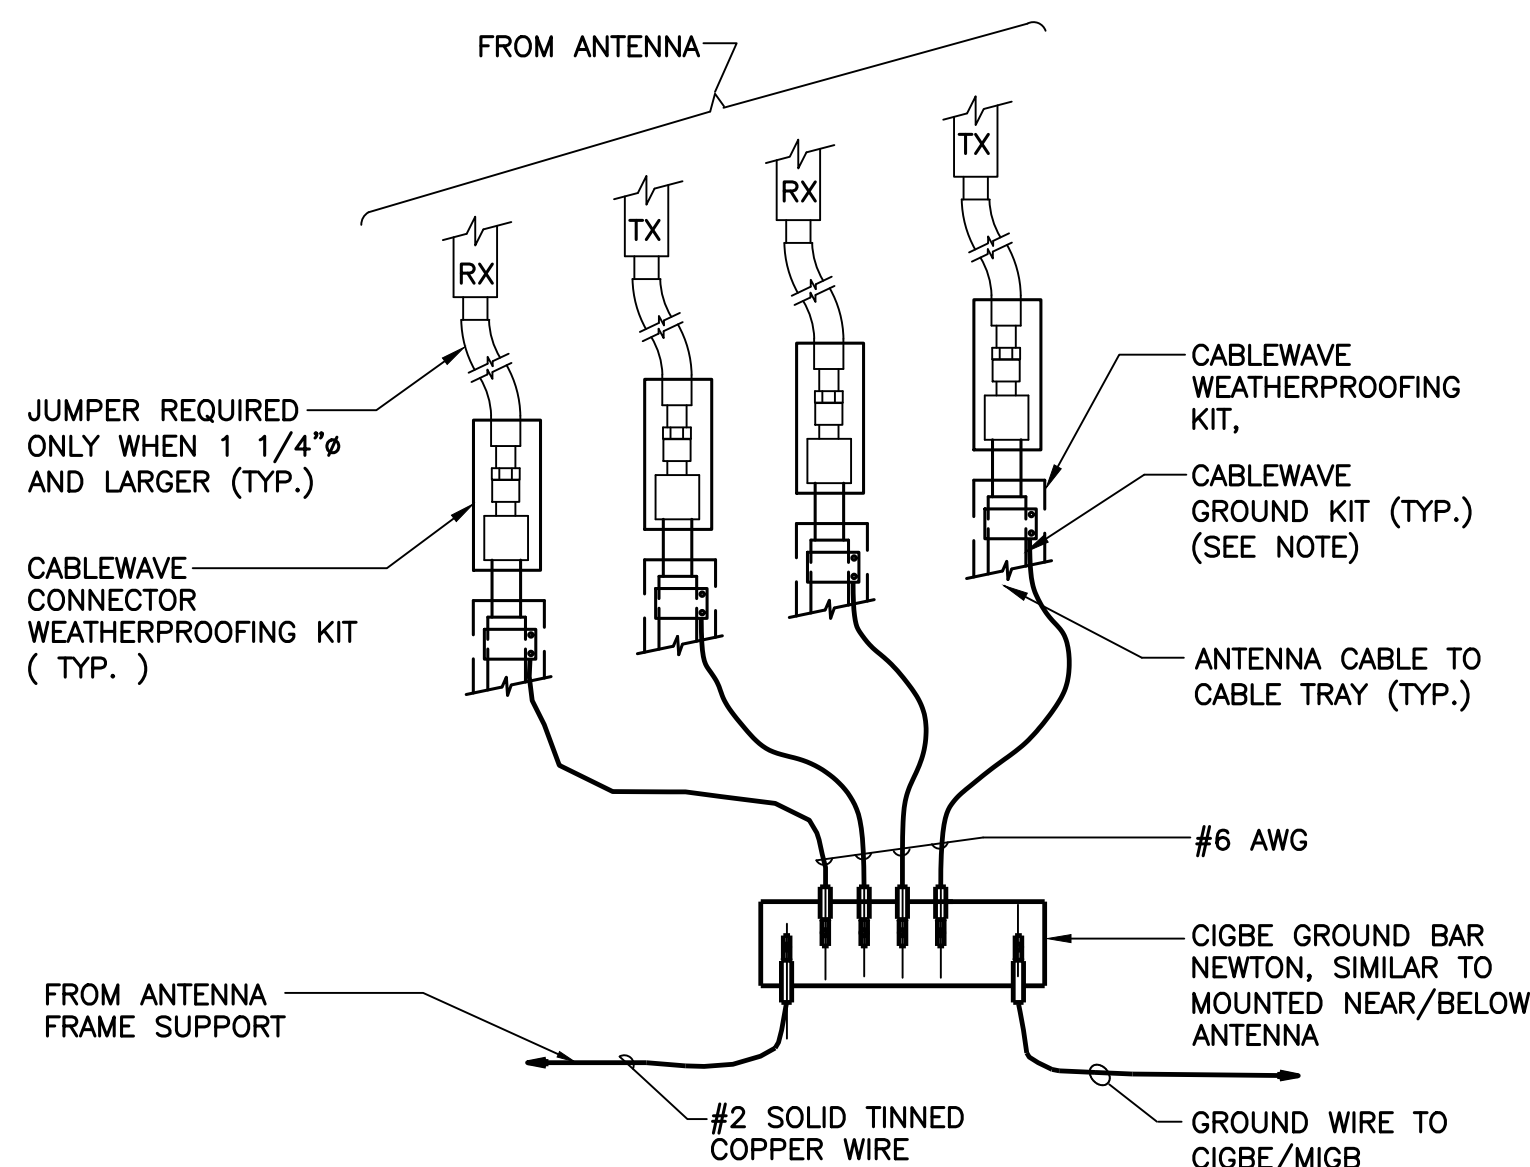 FROM ANTENNA
TX
RX
TX
RX
JUMPER REQUIRED
ONLY WHEN 1 1/4"ø
AND LARGER (TYP.)
CABLEWAVE
CONNECTOR
WEATHERPROOFING KIT
( TYP. )
CABLEWAVE
WEATHERPROOFING
KIT,
CABLEWAVE
GROUND KIT (TYP.)
(SEE NOTE)
ANTENNA CABLE TO
CABLE TRAY (TYP.)
#6 AWG
CIGBE GROUND BAR
NEWTON, SIMILAR TO
MOUNTED NEAR/BELOW
ANTENNA
FROM ANTENNA
FRAME SUPPORT
#2 SOLID TINNED
COPPER WIRE
GROUND WIRE TO
CIGBE/MIGB